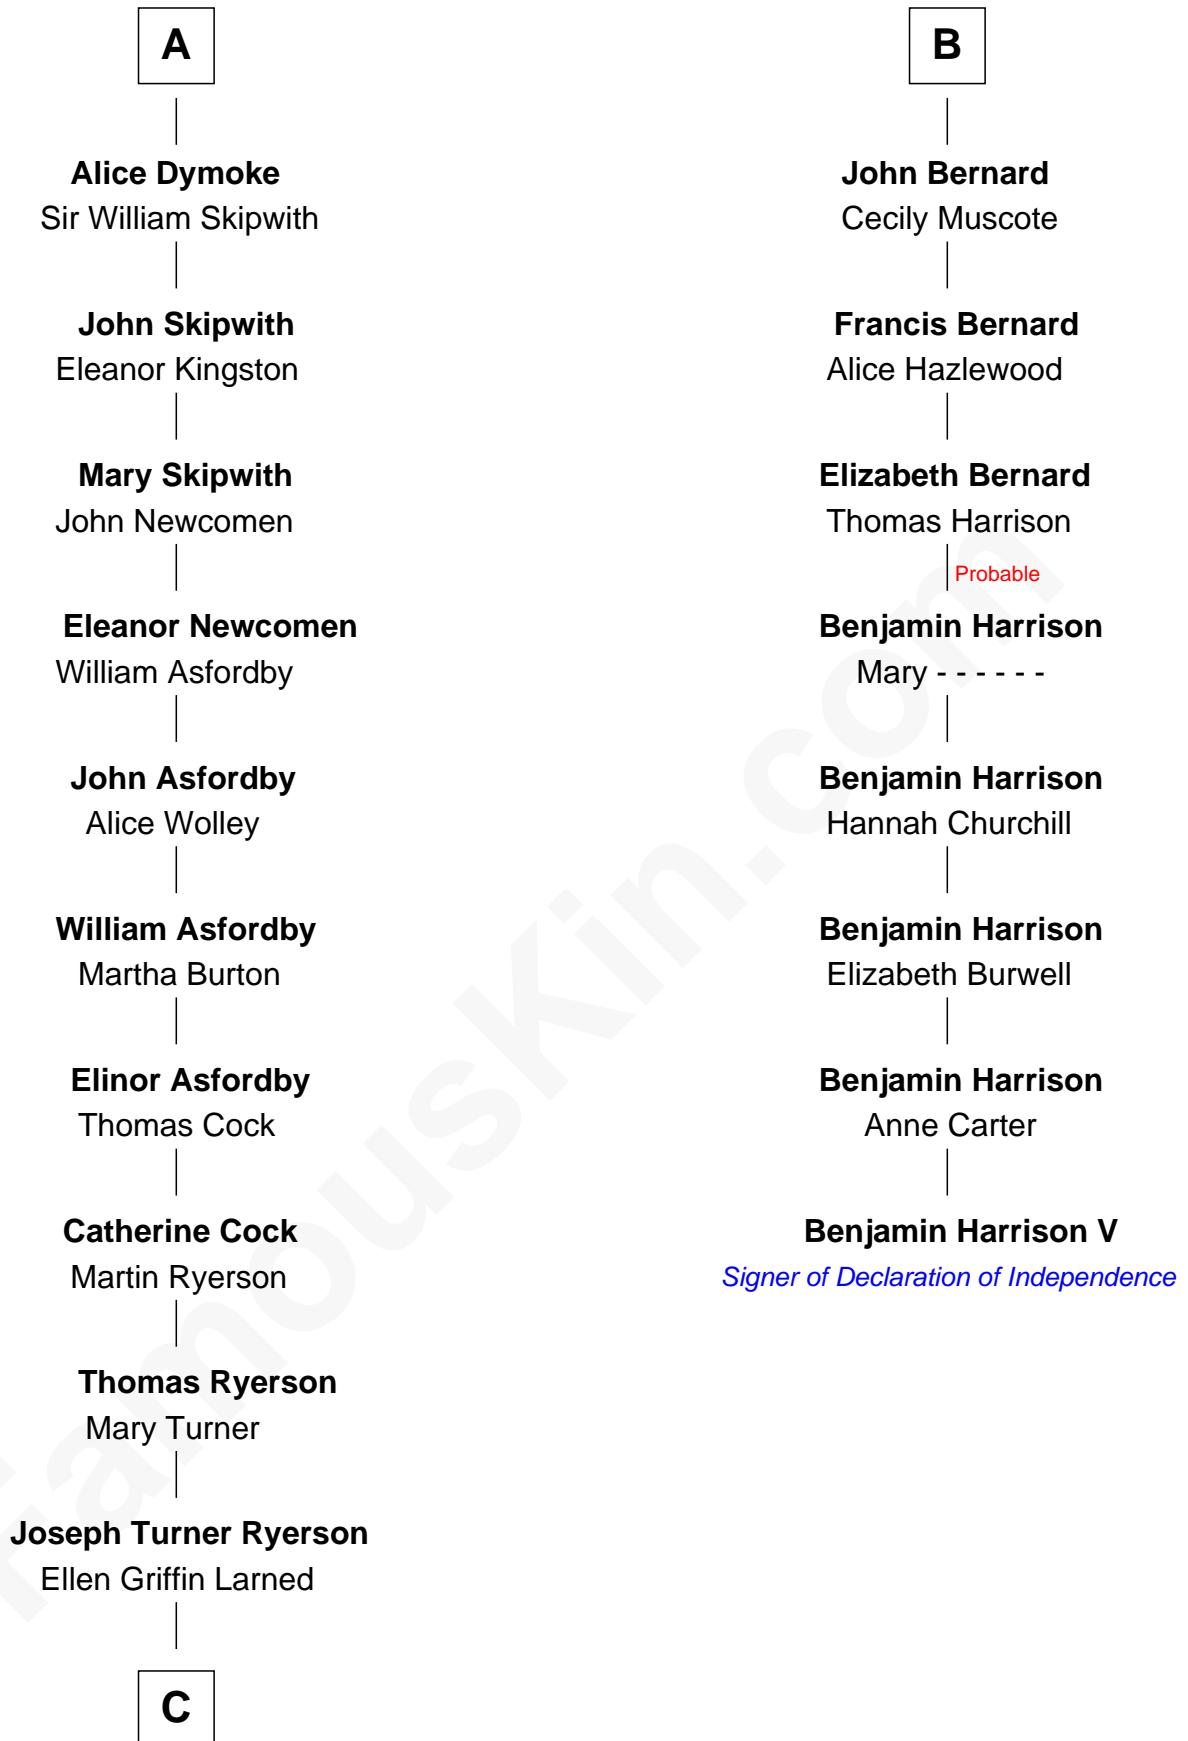 A
Alice Dymoke
Sir William Skipwith
John Skipwith
Eleanor Kingston
Mary Skipwith
John Newcomen
Eleanor Newcomen
William Asfordby
John Asfordby
Alice Wolley
William Asfordby
Martha Burton
Elinor Asfordby
Thomas Cock
Catherine Cock
Martin Ryerson
Thomas Ryerson
Mary Turner
Joseph Turner Ryerson
Ellen Griffin Larned
C
B
John Bernard
Cecily Muscote
Francis Bernard
Alice Hazlewood
Elizabeth Bernard
Thomas Harrison
Probable
Benjamin Harrison
Mary - - - - - -
Benjamin Harrison
Hannah Churchill
Benjamin Harrison
Elizabeth Burwell
Benjamin Harrison
Anne Carter
Benjamin Harrison V
Signer of Declaration of Independence
FamousKin.com